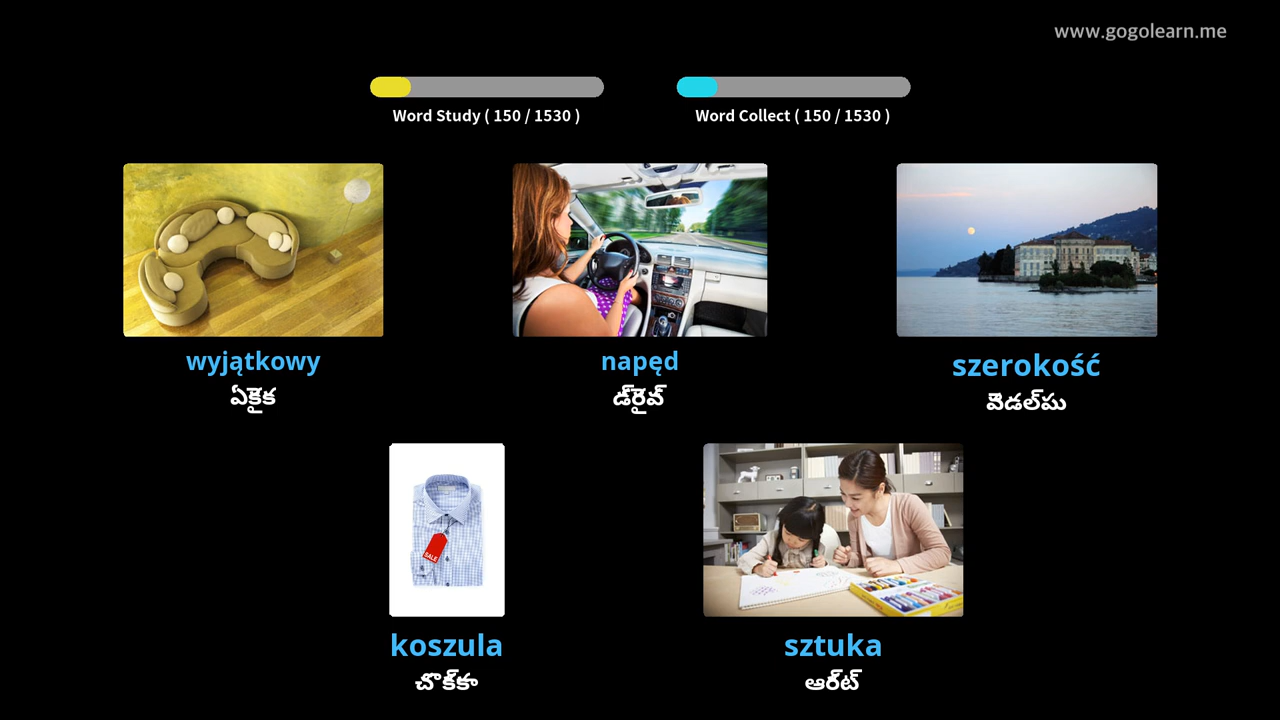 www.gogolearn.me
Word Study ( 150 / 1530 )
Word Collect ( 150 / 1530 )
wyjątkowy
ఏకైక
napęd
డ్రైవ్
szerokość
వెడల్పు
SALE
koszula
చొక్కా
sztuka
ఆర్ట్